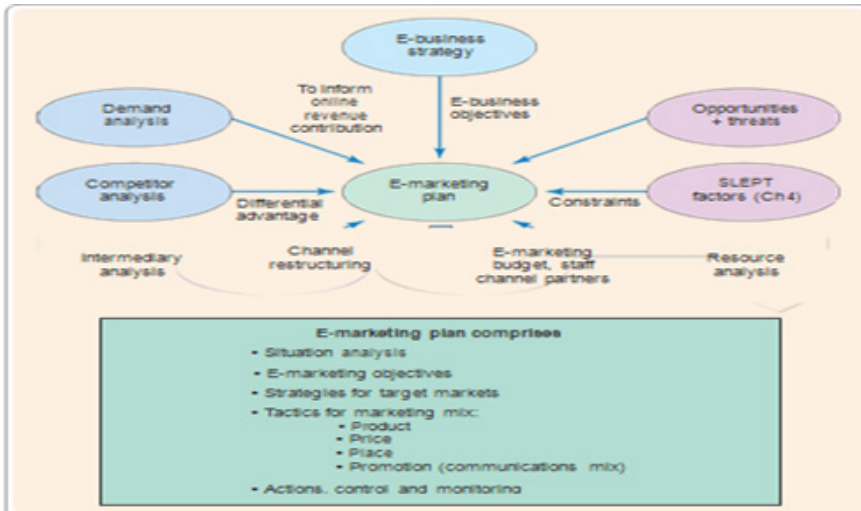 E-business
strategy
To inform
online
revenue
contribution
E-business
objectives
Demand
analysis
Opportunities
+ threats
Competitor
analysis
Differential
advantage
E-marketing
plan
Constraints
SLEPT
factors (Ch4)
Intermediary
analysis
Channel
restructuring
E-marketing
budget, staff
channel partners
Resource
analysis
E-marketing plan comprises
• Situation analysis
• E-marketing objectives
• Strategies for target markets
• Tactics for marketing mix:
• Product
• Price
• Place
• Promotion (communications mix)
• Actions, control and monitoring